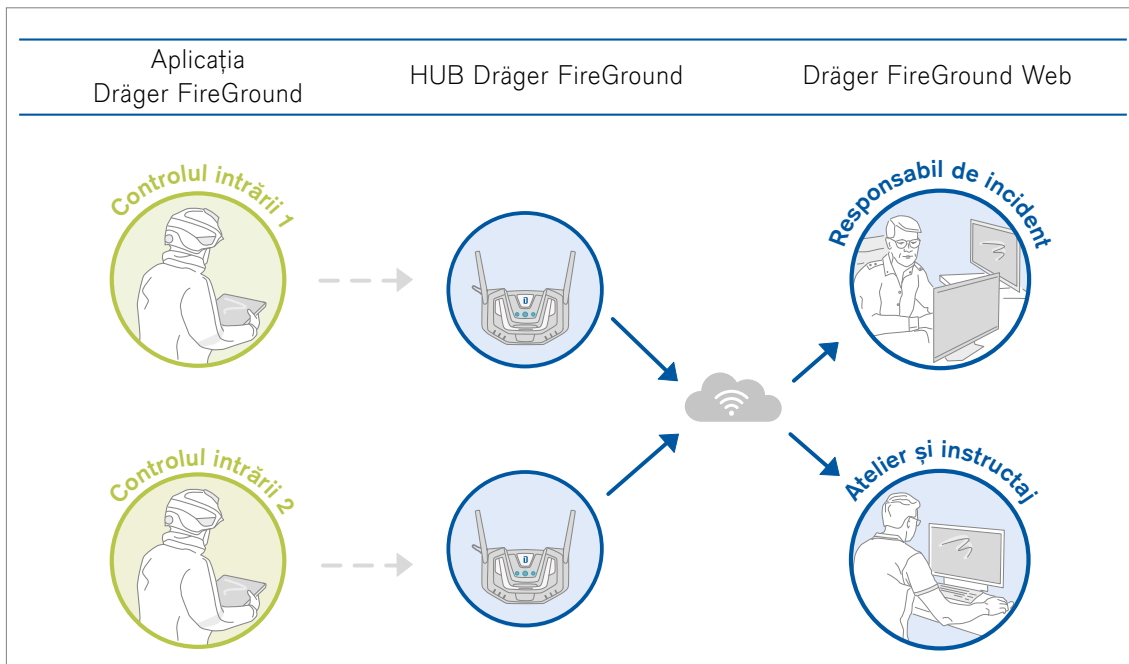 Aplicația
Dräger FireGround
HUB Dräger FireGround
Dräger FireGround Web
Controlul intrării 1
Responsabil de incident
Controlul intrării 2
Atelier și instructaj